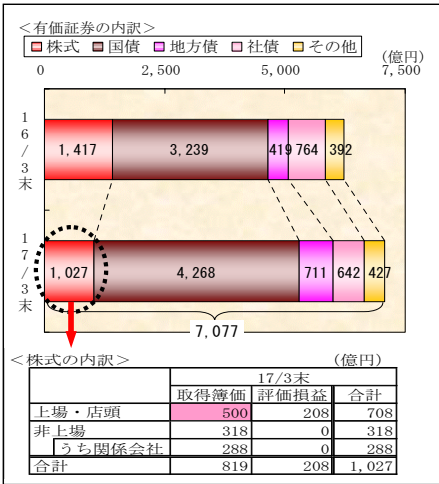 ＜有価証券の内訳＞
株式 国債 地方債 社債 その他
(億円)
0 2,500 5,000 7,500
16/3末
1,417 3,239 419 764 392
17/3末
1,027 4,268 711 642 427
7,077
＜株式の内訳＞ (億円)
17/3末
取得簿価 評価損益 合計
上場・店頭 500 208 708
非上場 318 0 318
うち関係会社 288 0 288
合計 819 208 1,027